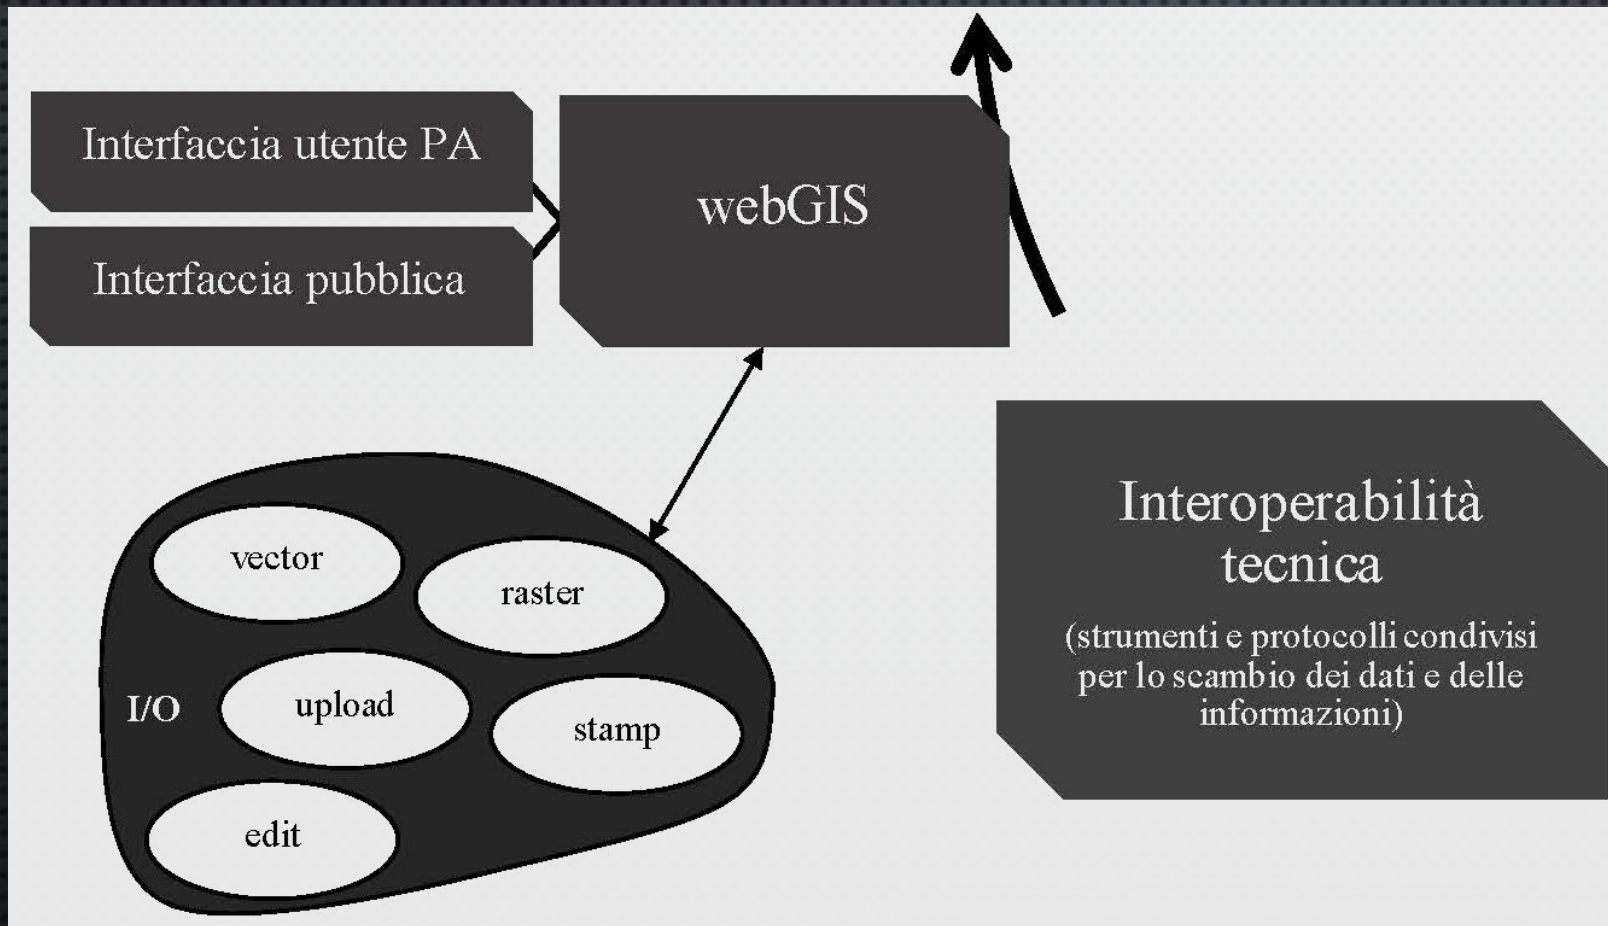 Interfaccia utente PA
Interfaccia pubblica
webGIS
vector
raster
I/O
upload
stamp
edit
Interoperabilità
tecnica
(strumenti e protocolli condivisi
per lo scambio dei dati e delle
informazioni)